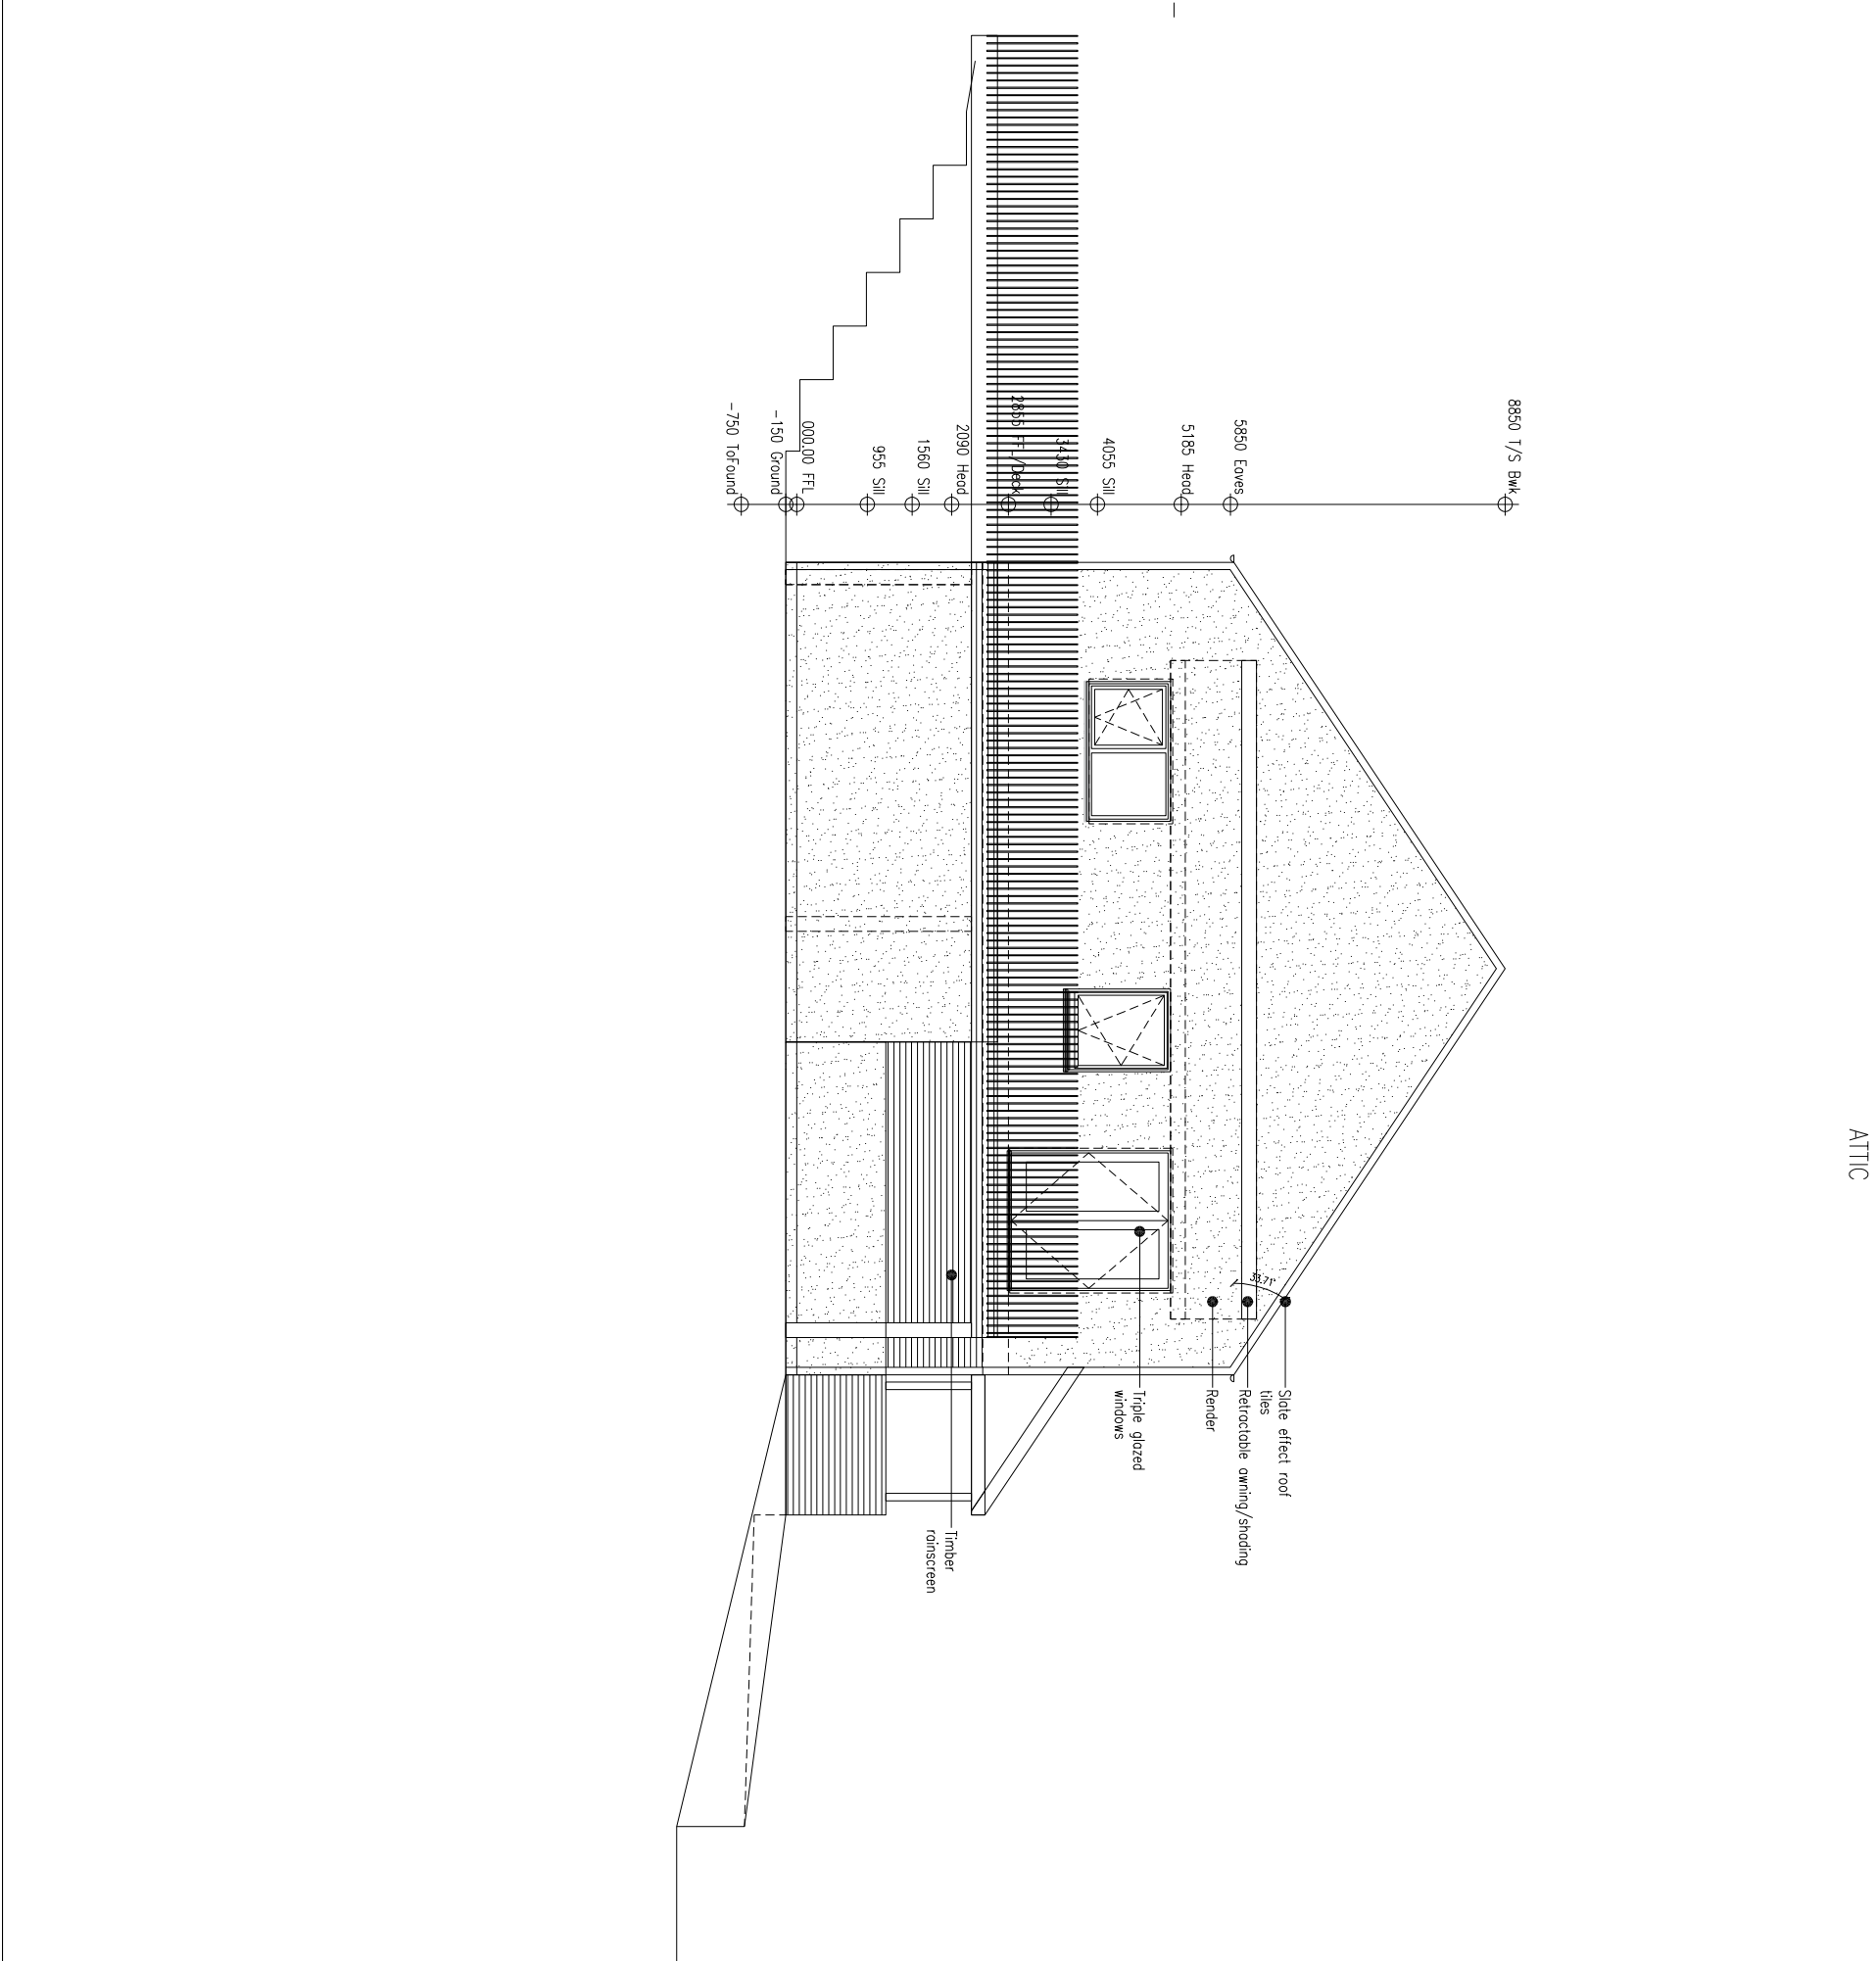 ATTIC
8850 T/S Bwk
5850 Eaves
5185 Head
4055 Sill
3430 Sill
2855 FFL/Deck
2090 Head
1560 Sill
955 Sill
000.00 FFL
-150 Ground
-750 ToFound
33.71°
Slate effect roof
tiles
Retractable awning/shading
Render
Triple glazed
windows
Timber
rainscreen